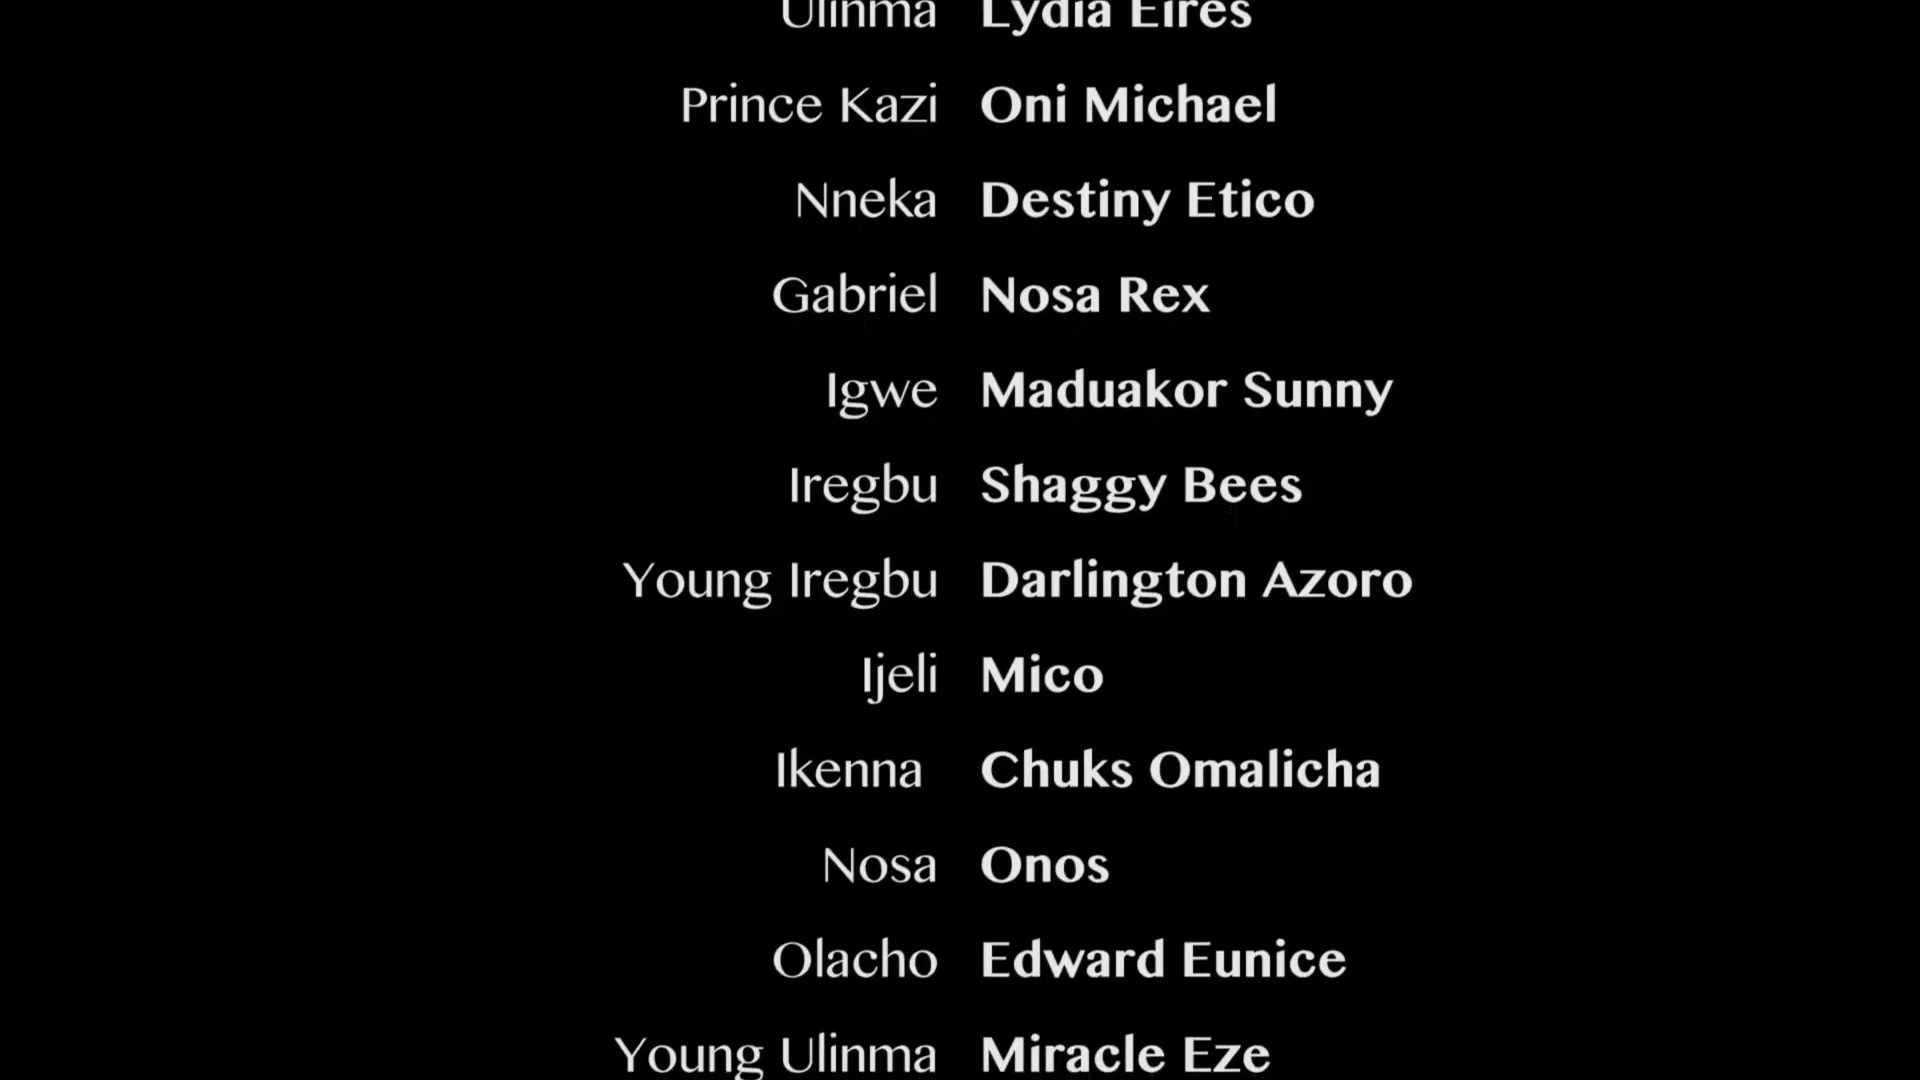 Ulinma Lydia Eires
Prince Kazi Oni Michael
Nneka Destiny Etico
Gabriel Nosa Rex
Igwe Maduakor Sunny
Iregbu Shaggy Bees
Young Iregbu Darlington Azoro
Ijeli Mico
Ikenna Chuks Omalicha
Nosa Onos
Olacho Edward Eunice
Young Ulinma Miracle Eze